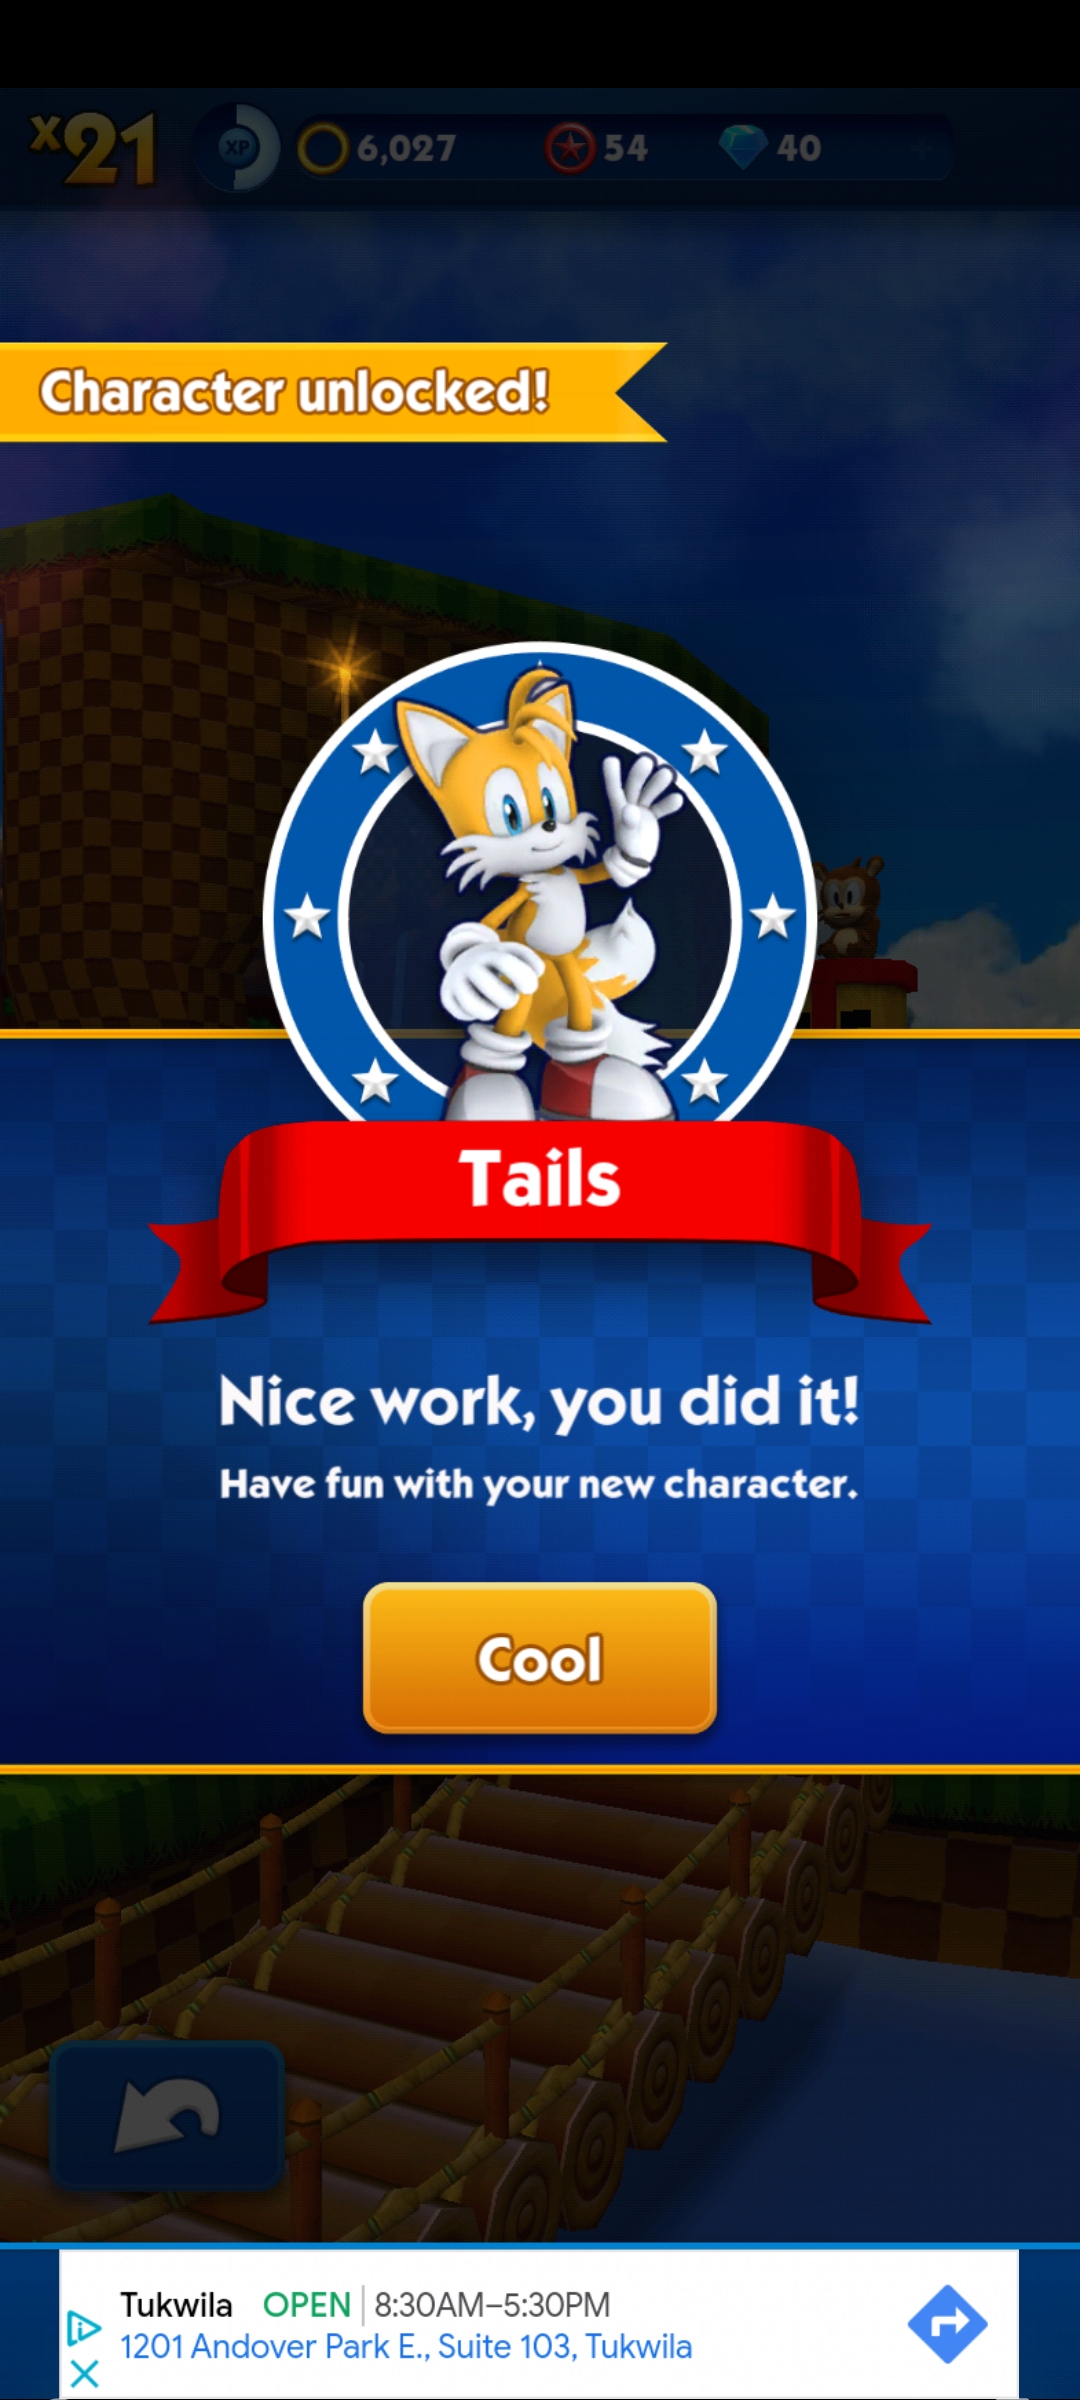 x21 XP 6,027 54 40
Character unlocked!
Tails
Nice work, you did it!
Have fun with your new character.
Cool
Tukwila OPEN 8:30AM–5:30PM
1201 Andover Park E., Suite 103, Tukwila